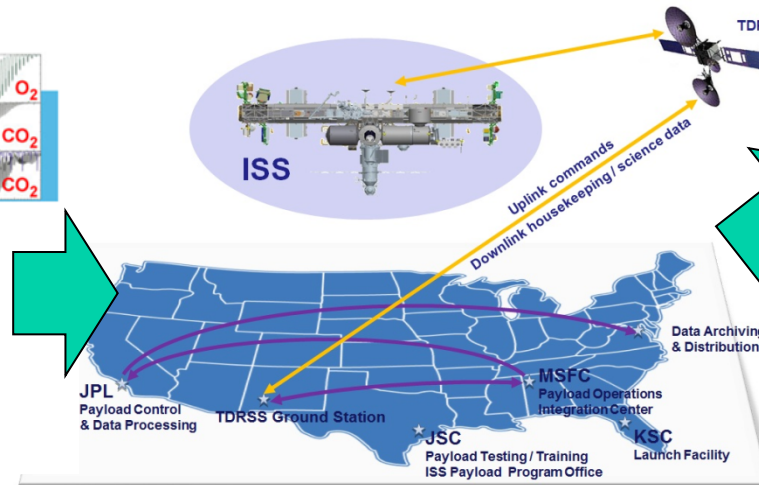 O2
CO2
CO2
ISS
Uplink commands
Downlink housekeeping / science data
Data Archiving
& Distribution
JPL
Payload Control
& Data Processing
TDRSS Ground Station
MSFC
Payload Operations
Integration Center
JSC
Payload Testing / Training
ISS Payload Program Office
KSC
Launch Facility